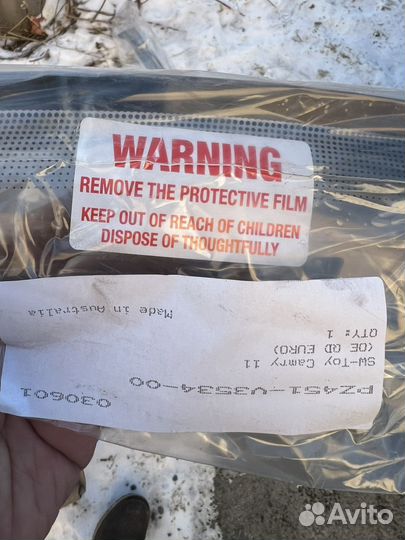 WARNING
REMOVE THE PROTECTIVE FILM
KEEP OUT OF REACH OF CHILDREN
DISPOSE OF THOUGHTFULLY
030601
PZ451-V3534-00
SW-Toy Camry 11
(OE QD EURO)
QTY: 1
Made in Australia
Avito